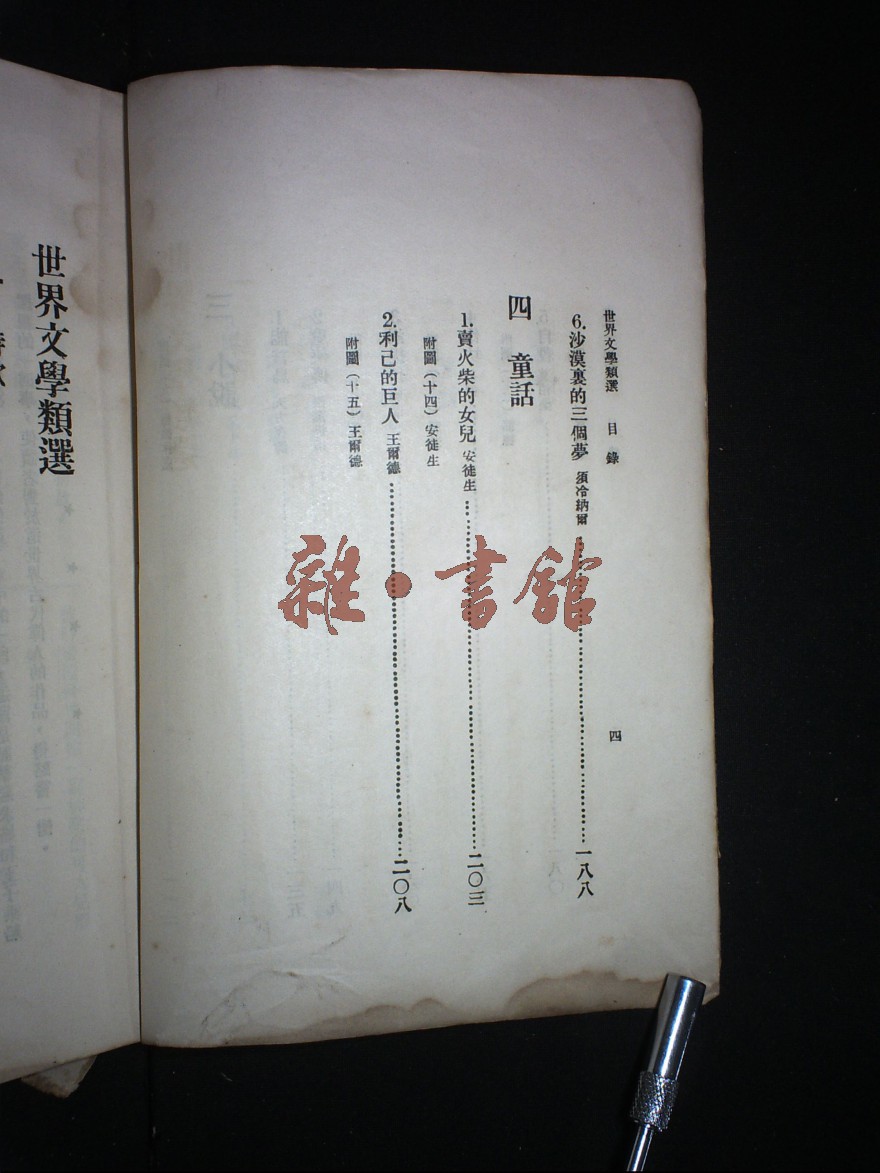 世界文學類選　目錄
四
6.沙漠裏的三個夢　須冷納爾……一八八
四　童話
1.賣火柴的女兒　安徒生……二〇三
附圖（十四）安徒生
2.利己的巨人　王爾德……二〇八
附圖（十五）王爾德
世界文學類選
雜·書舘